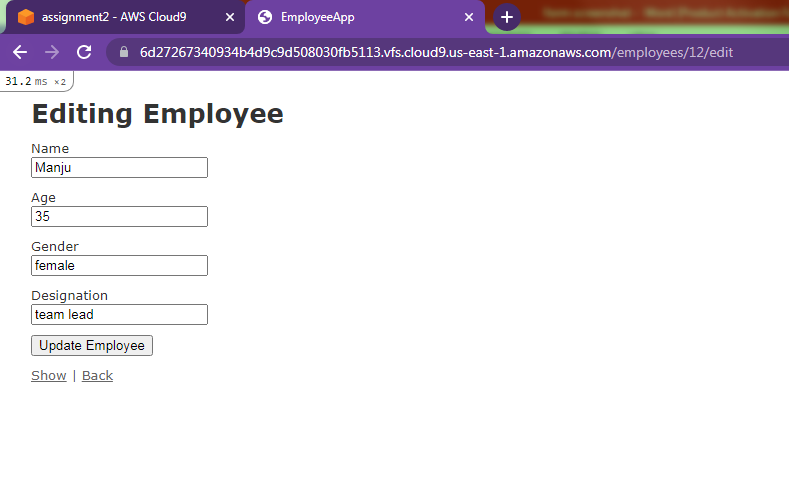 assignment2 - AWS Cloud9
EmployeeApp
6d27267340934b4d9c9d508030fb5113.vfs.cloud9.us-east-1.amazonaws.com/employees/12/edit
31.2 ms ×2
Editing Employee
Name
Manju
Age
35
Gender
female
Designation
team lead
Update Employee
Show | Back